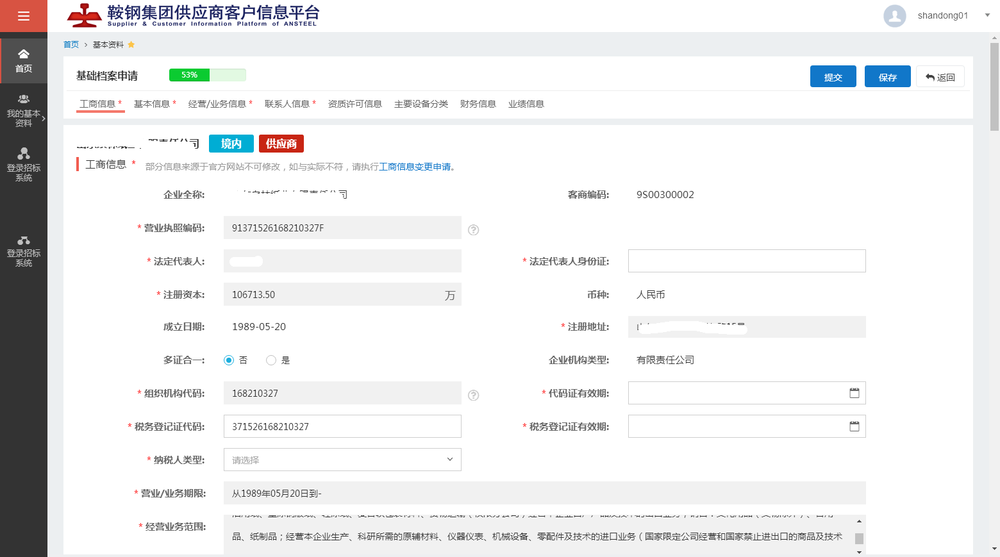 鞍钢集团供应商客户信息平台
Supplier & Customer Information Platform of ANSTEEL
shandong01
首页
我的基本
资料
登录招标
系统
登录招标
系统
首页 > 基本资料
基础档案申请 53% 提交 保存 返回
工商信息 * 基本信息 * 经营/业务信息 * 联系人信息 * 资质许可信息 主要设备分类 财务信息 业绩信息
境内 供应商
工商信息 * 部分信息来源于官方网站不可修改，如与实际不符，请执行工商信息变更申请。
企业全称: 客商编码: 9S00300002
* 营业执照编码: 91371526168210327F
* 法定代表人: * 法定代表人身份证:
* 注册资本: 106713.50 万 币种: 人民币
成立日期: 1989-05-20 * 注册地址:
多证合一: 否 是 企业机构类型: 有限责任公司
* 组织机构代码: 168210327 * 代码证有效期:
* 税务登记证代码: 371526168210327 * 税务登记证有效期:
* 纳税人类型: 请选择
* 营业/业务期限: 从1989年05月20日到-
* 经营业务范围:
品、纸制品；经营本企业生产、科研所需的原辅材料、仪器仪表、机械设备、零配件及技术的进口业务（国家限定公司经营和国家禁止进出口的商品及技术